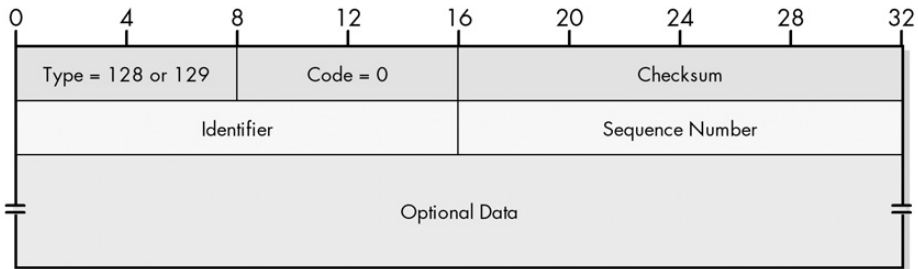 0 4 8 12 16 20 24 28 32
Type = 128 or 129 Code = 0 Checksum
Identifier Sequence Number
Optional Data